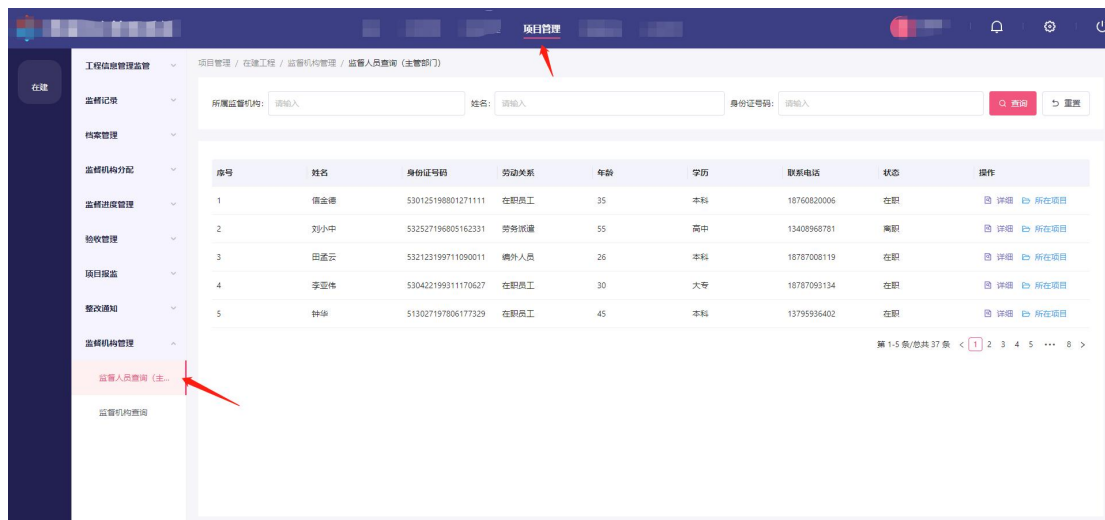 项目管理
在建
工程信息管理监管
监督记录
档案管理
监督机构分配
监督进度管理
验收管理
项目报监
整改通知
监督机构管理
监督人员查询（主...
监督机构查询
项目管理 / 在建工程 / 监督机构管理 / 监督人员查询（主管部门）
所属监督机构: 请输入 姓名: 请输入 身份证号码: 请输入 查询 重置
序号 姓名 身份证号码 劳动关系 年龄 学历 联系电话 状态 操作
1 信金德 530125198801271111 在职员工 35 本科 18760820006 在职 详细 所在项目
2 刘小中 532527196805162331 劳务派遣 55 高中 13408968781 离职 详细 所在项目
3 田孟云 532123199711090011 编外人员 26 本科 18787008119 在职 详细 所在项目
4 李亚伟 530422199311170627 在职员工 30 大专 18787093134 在职 详细 所在项目
5 钟华 513027197806177329 在职员工 45 本科 13795936402 在职 详细 所在项目
第 1-5 条/总共 37 条 < 1 2 3 4 5 ••• 8 >